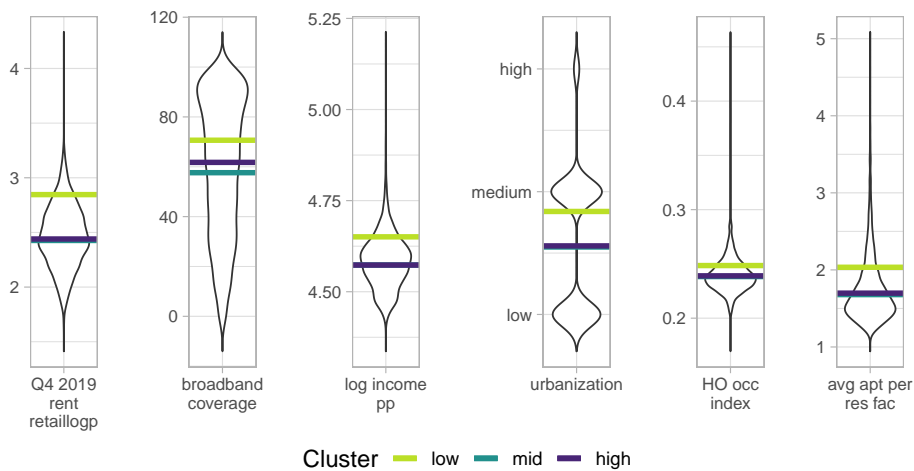 4
3
2
Q4 2019
rent
retaillogp
120
80
40
0
broadband
coverage
5.25
5.00
4.75
4.50
log income
pp
high
medium
low
urbanization
0.4
0.3
0.2
HO occ
index
5
4
3
2
1
avg apt per
res fac
Cluster low mid high